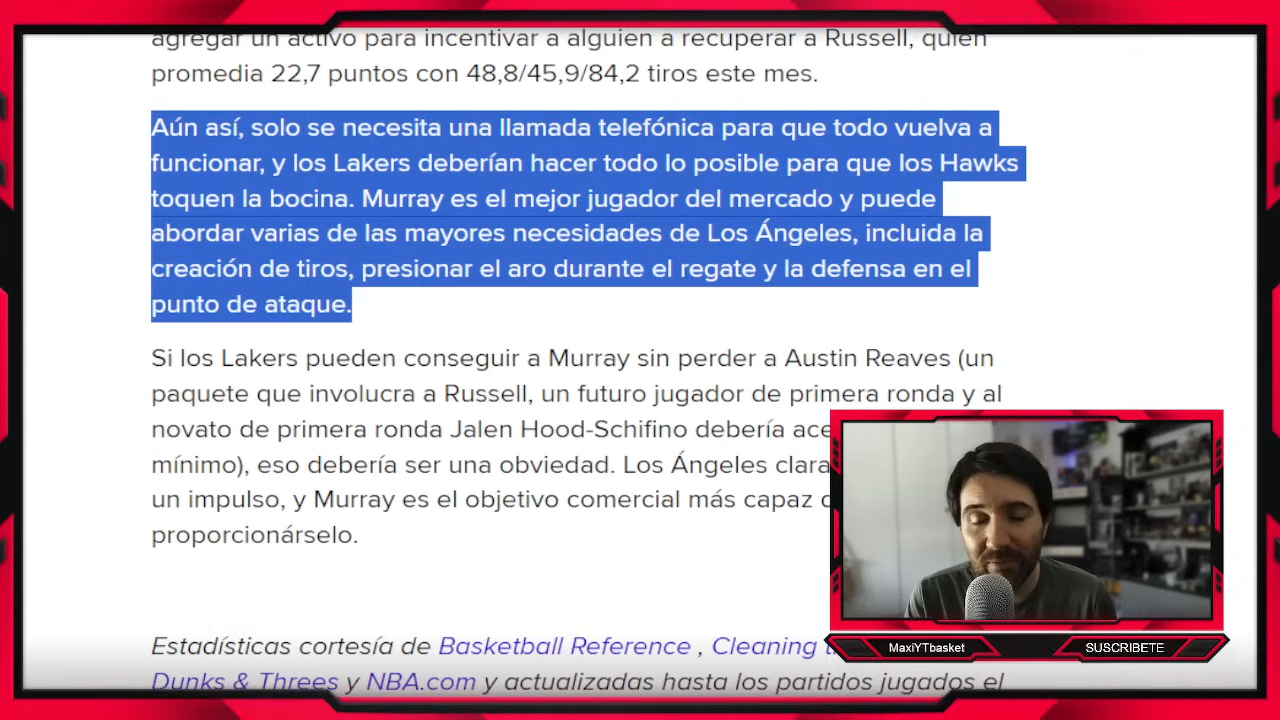 agregar un activo para incentivar a alguien a recuperar a Russell, quien
promedia 22,7 puntos con 48,8/45,9/84,2 tiros este mes.
Aún así, solo se necesita una llamada telefónica para que todo vuelva a
funcionar, y los Lakers deberían hacer todo lo posible para que los Hawks
toquen la bocina. Murray es el mejor jugador del mercado y puede
abordar varias de las mayores necesidades de Los Ángeles, incluida la
creación de tiros, presionar el aro durante el regate y la defensa en el
punto de ataque.
Si los Lakers pueden conseguir a Murray sin perder a Austin Reaves (un
paquete que involucra a Russell, un futuro jugador de primera ronda y al
novato de primera ronda Jalen Hood-Schifino debería
mínimo), eso debería ser una obviedad. Los Ángeles
un impulso, y Murray es el objetivo comercial más capaz
proporcionárselo.
Estadísticas cortesía de Basketball Reference , Cleaning
Dunks & Threes y NBA.com y actualizadas hasta los partidos jugados el
MaxiYTbasket
SUSCRIBETE